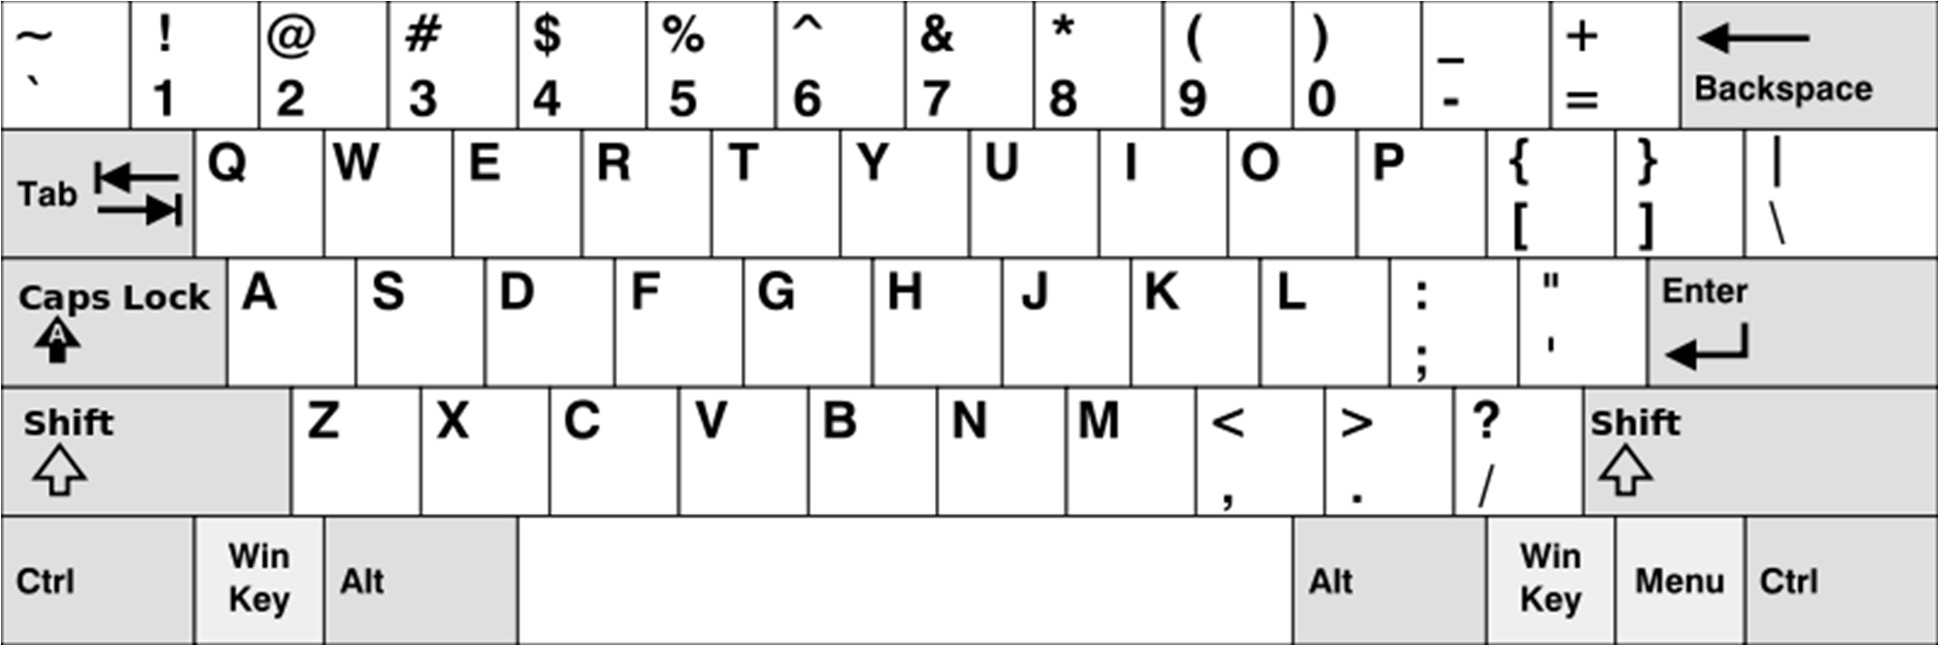 ~ ! @ # $ % ^ & * ( ) _ +
` 1 2 3 4 5 6 7 8 9 0 - = Backspace
Tab Q W E R T Y U I O P { } |
[ ] \
Caps Lock A S D F G H J K L : " Enter
A ; '
Shift Z X C V B N M < > ? Shift
, . /
Ctrl Win Key Alt Alt Win Key Menu Ctrl